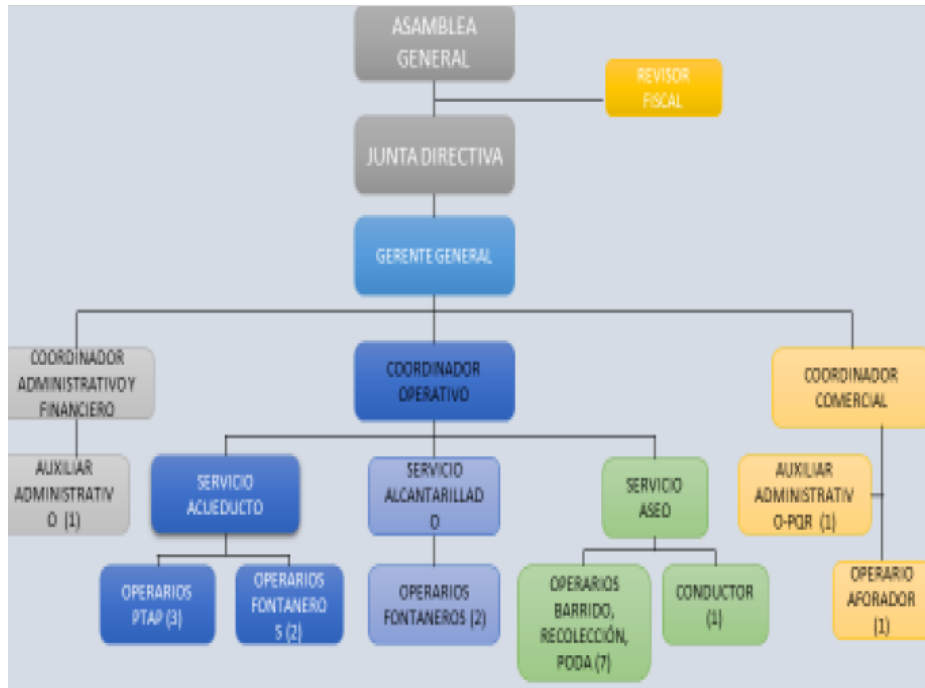 ASAMBLEA
GENERAL
REVISOR
FISCAL
JUNTA DIRECTIVA
GERENTE GENERAL
COORDINADOR
ADMINISTRATIVO Y
FINANCIERO
COORDINADOR
OPERATIVO
COORDINADOR
COMERCIAL
AUXILIAR
ADMINISTRATIV
O (1)
SERVICIO
ACUEDUCTO
SERVICIO
ALCANTARILLAD
O
SERVICIO
ASEO
AUXILIAR
ADMINISTRATIV
O-PQR (1)
OPERARIOS
PTAP (3)
OPERARIOS
FONTANERO
S (2)
OPERARIOS
FONTANEROS (2)
OPERARIOS
BARRIDO,
RECOLECCIÓN,
PODA (7)
CONDUCTOR
(1)
OPERARIO
AFORADOR
(1)